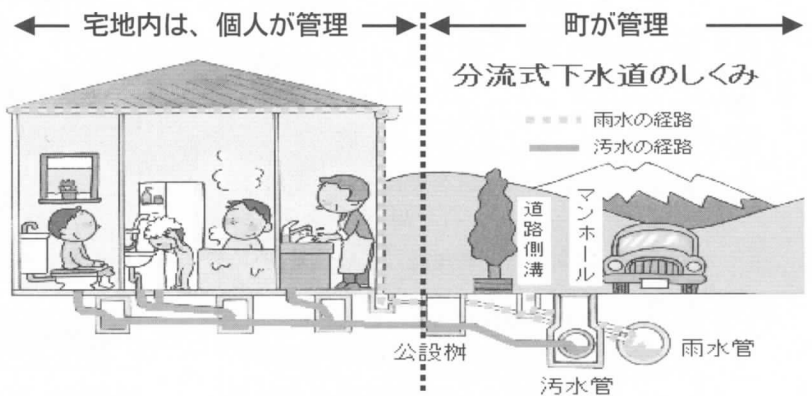 宅地内は、個人が管理
町が管理
分流式下水道のしくみ
雨水の経路
汚水の経路
道路側溝
マンホール
公設桝
雨水管
汚水管